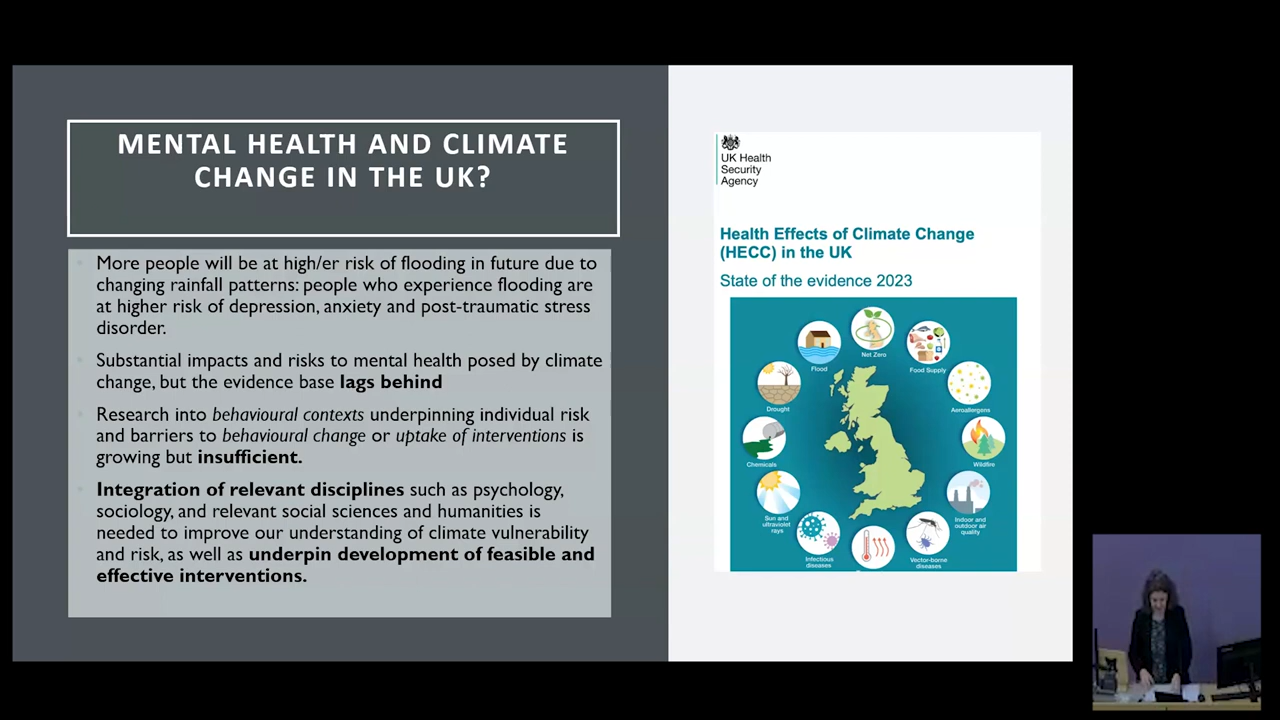 MENTAL HEALTH AND CLIMATE
CHANGE IN THE UK?
More people will be at high/er risk of flooding in future due to
changing rainfall patterns: people who experience flooding are
at higher risk of depression, anxiety and post-traumatic stress
disorder.
Substantial impacts and risks to mental health posed by climate
change, but the evidence base lags behind
Research into behavioural contexts underpinning individual risk
and barriers to behavioural change or uptake of interventions is
growing but insufficient.
Integration of relevant disciplines such as psychology,
sociology, and relevant social sciences and humanities is
needed to improve our understanding of climate vulnerability
and risk, as well as underpin development of feasible and
effective interventions.
UK Health
Security
Agency
Health Effects of Climate Change
(HECC) in the UK
State of the evidence 2023
Net Zero
Flood
Food Supply
Drought
Aeroallergens
Chemicals
Wildfire
Sun and
ultraviolet
rays
Indoor and
outdoor air
quality
Infectious
diseases
Vector-borne
diseases